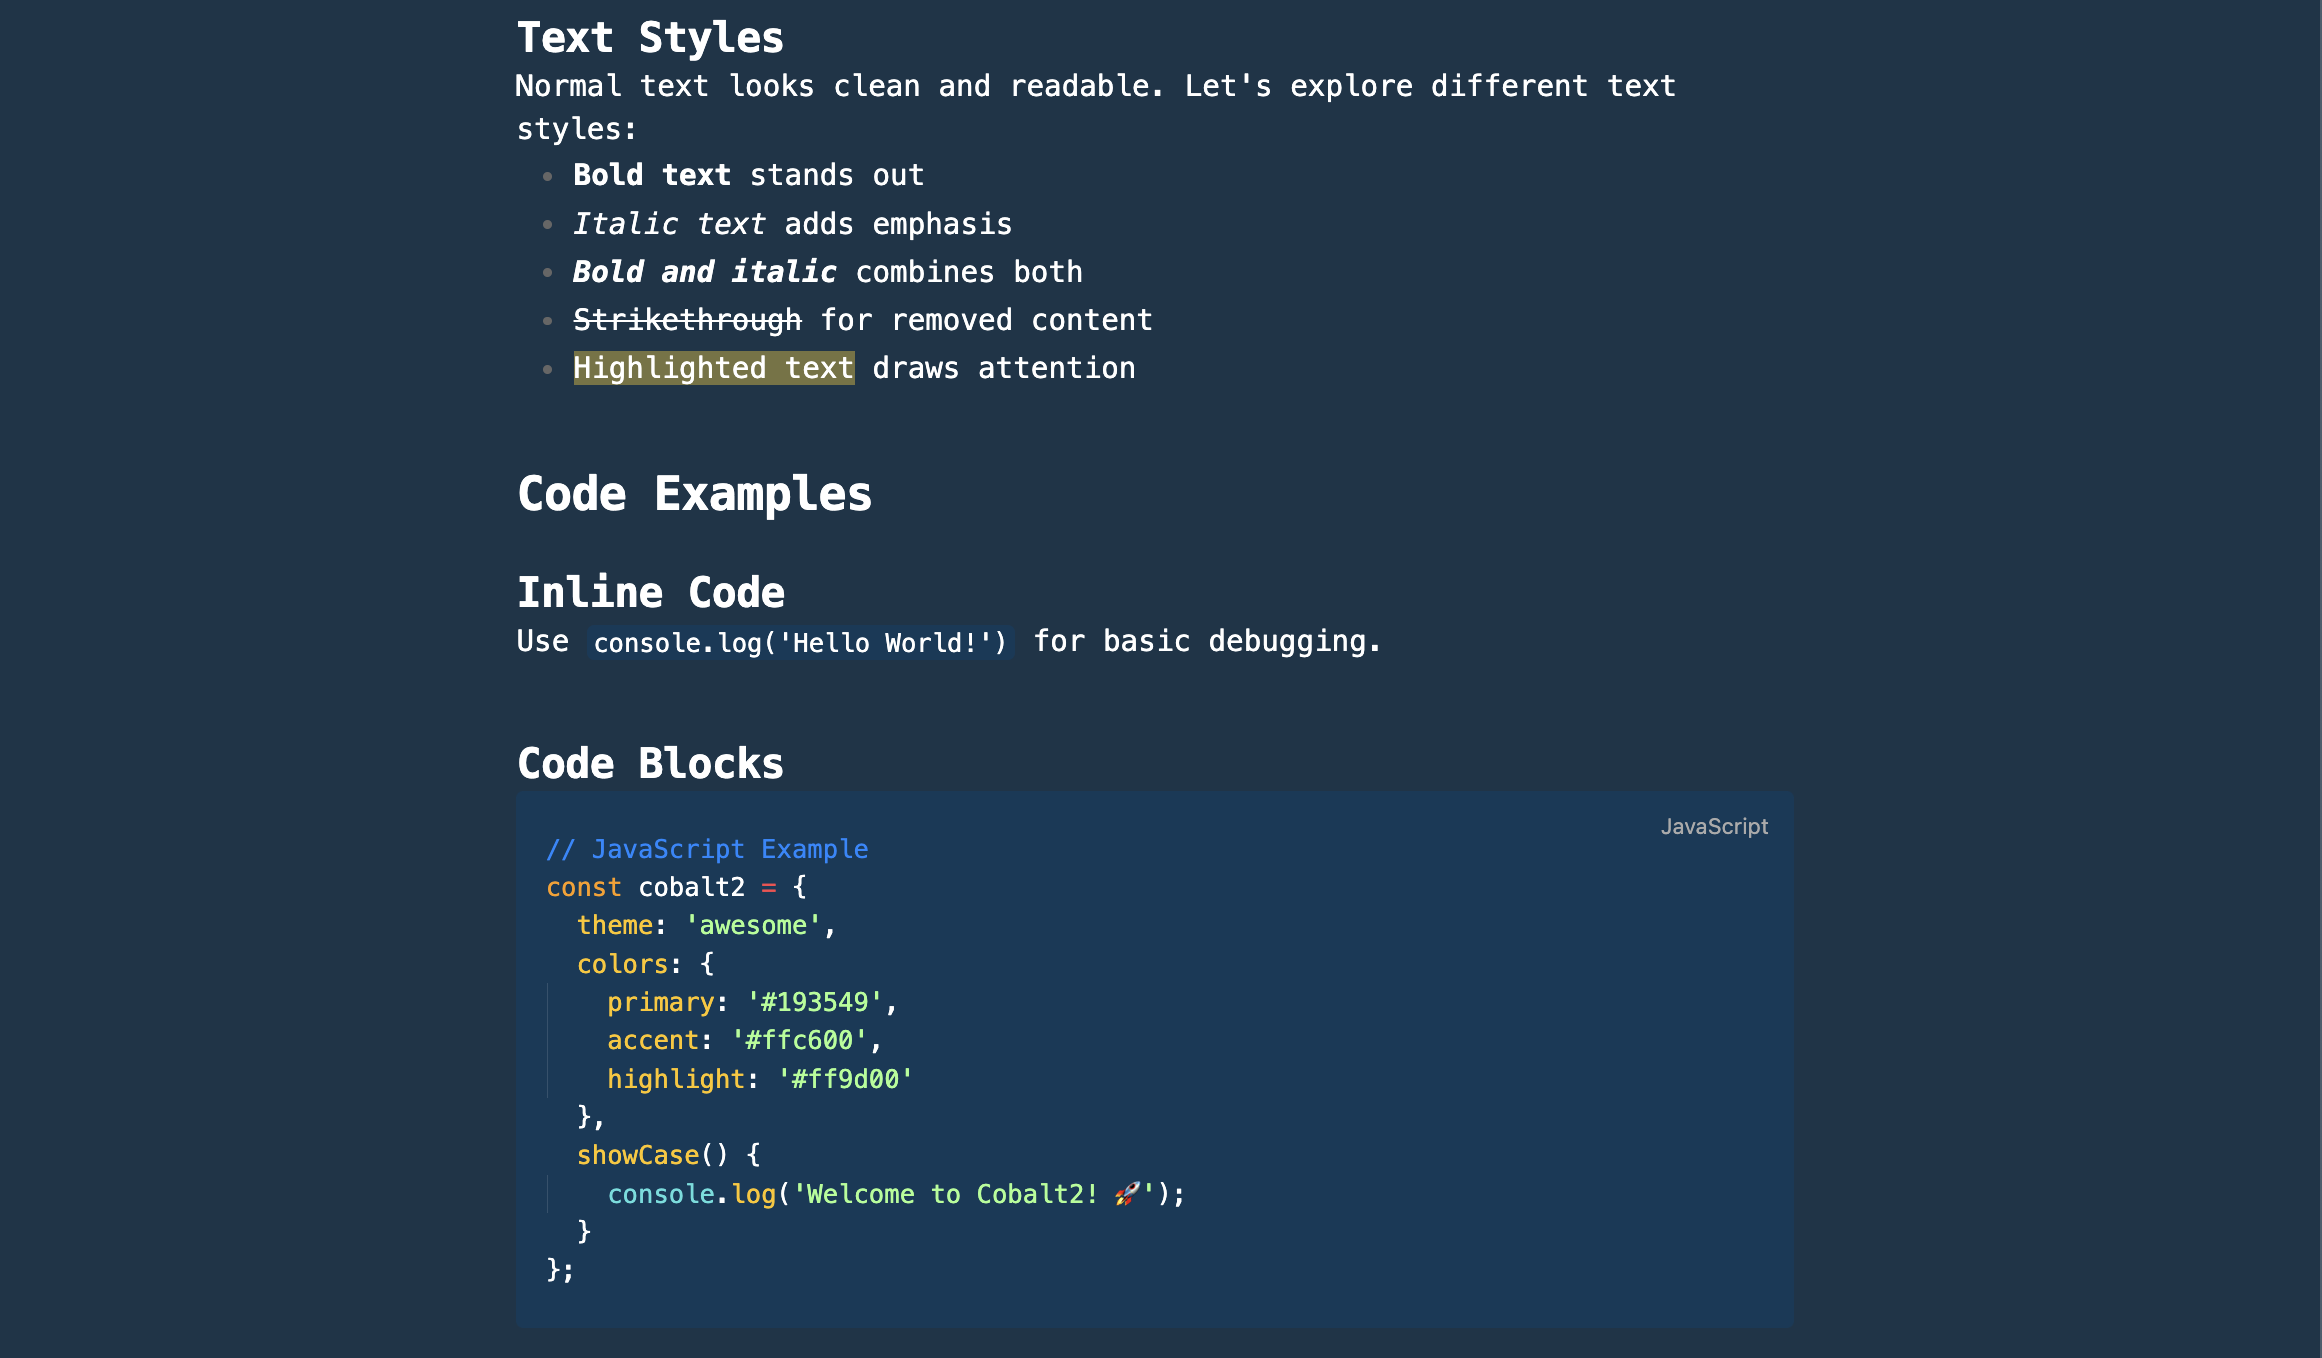 Text Styles
Normal text looks clean and readable. Let's explore different text
styles:
Bold text stands out
Italic text adds emphasis
Bold and italic combines both
Strikethrough for removed content
Highlighted text draws attention
Code Examples
Inline Code
Use console.log('Hello World!') for basic debugging.
Code Blocks
JavaScript
// JavaScript Example
const cobalt2 = {
  theme: 'awesome',
  colors: {
    primary: '#193549',
    accent: '#ffc600',
    highlight: '#ff9d00'
  },
  showCase() {
    console.log('Welcome to Cobalt2! 🚀');
  }
};